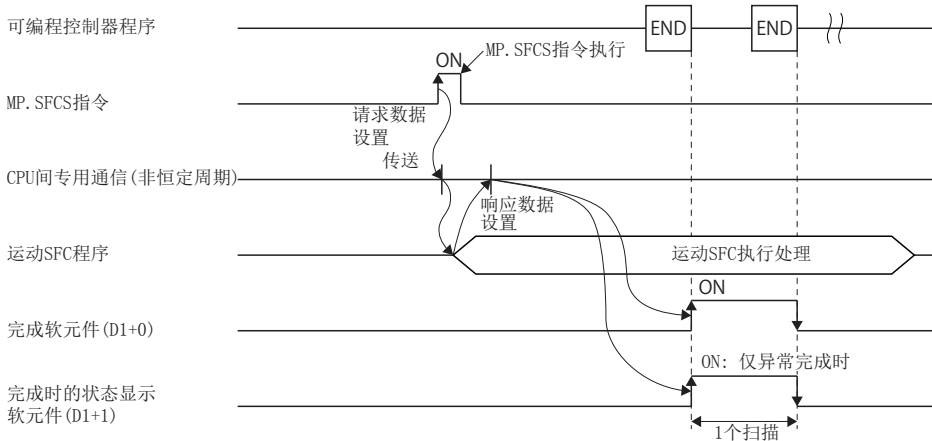 可编程控制器程序
END
END
ON
MP.SFCS指令执行
MP.SFCS指令
请求数据
设置
传送
CPU间专用通信(非恒定周期)
响应数据
设置
运动SFC程序
运动SFC执行处理
ON
完成软元件(D1+0)
ON: 仅异常完成时
完成时的状态显示
软元件(D1+1)
1个扫描